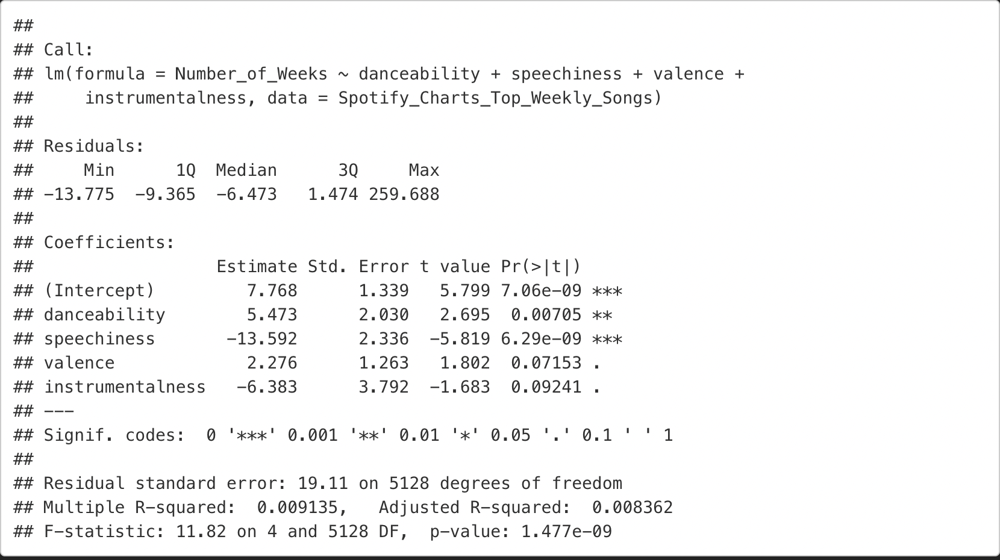 ##
## Call:
## lm(formula = Number_of_Weeks ~ danceability + speechiness + valence +
##     instrumentalness, data = Spotify_Charts_Top_Weekly_Songs)
##
## Residuals:
##     Min      1Q  Median      3Q     Max
## -13.775  -9.365  -6.473   1.474 259.688
##
## Coefficients:
##                  Estimate Std. Error t value Pr(>|t|)
## (Intercept)         7.768      1.339   5.799 7.06e-09 ***
## danceability        5.473      2.030   2.695  0.00705 **
## speechiness       -13.592      2.336  -5.819 6.29e-09 ***
## valence             2.276      1.263   1.802  0.07153 .
## instrumentalness   -6.383      3.792  -1.683  0.09241 .
## ---
## Signif. codes:  0 '***' 0.001 '**' 0.01 '*' 0.05 '.' 0.1 ' ' 1
##
## Residual standard error: 19.11 on 5128 degrees of freedom
## Multiple R-squared:  0.009135,   Adjusted R-squared:  0.008362
## F-statistic: 11.82 on 4 and 5128 DF,  p-value: 1.477e-09